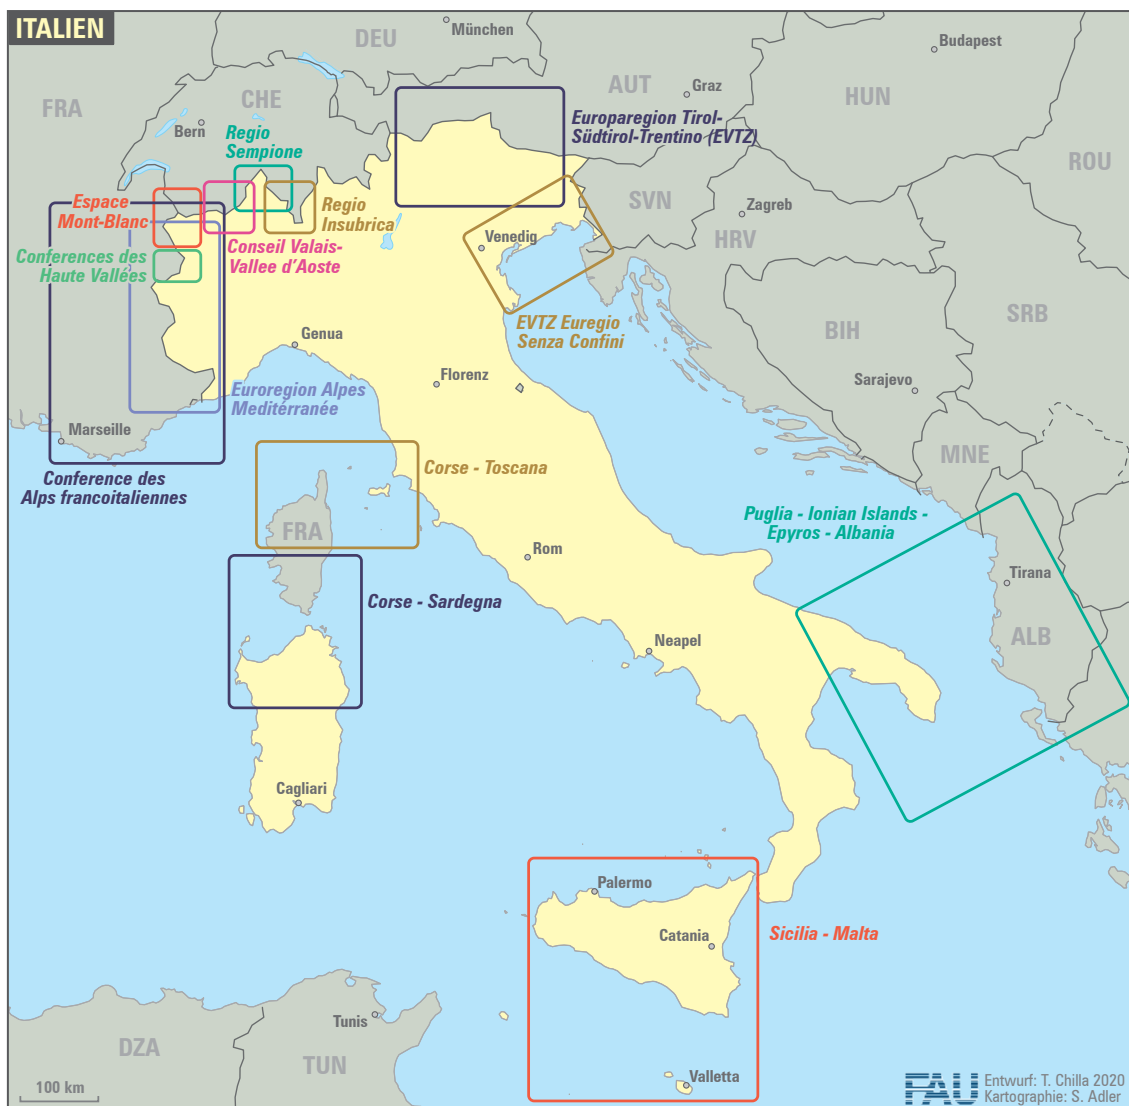 ITALIEN
DEU
München
Budapest
FRA
CHE
AUT
Graz
HUN
Bern
Regio
Sempione
Europaregion Tirol-
Südtirol-Trentino (EVTZ)
ROU
SVN
Zagreb
HRV
Espace
Mont-Blanc
Regio
Insubrica
Venedig
Conseil Valais-
Vallee d'Aoste
Conferences des
Haute Vallées
SRB
BIH
EVTZ Euregio
Senza Confini
Genua
Florenz
Sarajevo
Euroregion Alpes
Meditérranée
Marseille
MNE
Conference des
Alps francoitaliennes
Corse - Toscana
Puglia - Ionian Islands -
Epyros - Albania
FRA
Rom
Tirana
Corse - Sardegna
ALB
Neapel
Cagliari
Palermo
Catania
Sicilia - Malta
Tunis
DZA
TUN
Valletta
100 km
FAU
Entwurf: T. Chilla 2020
Kartographie: S. Adler